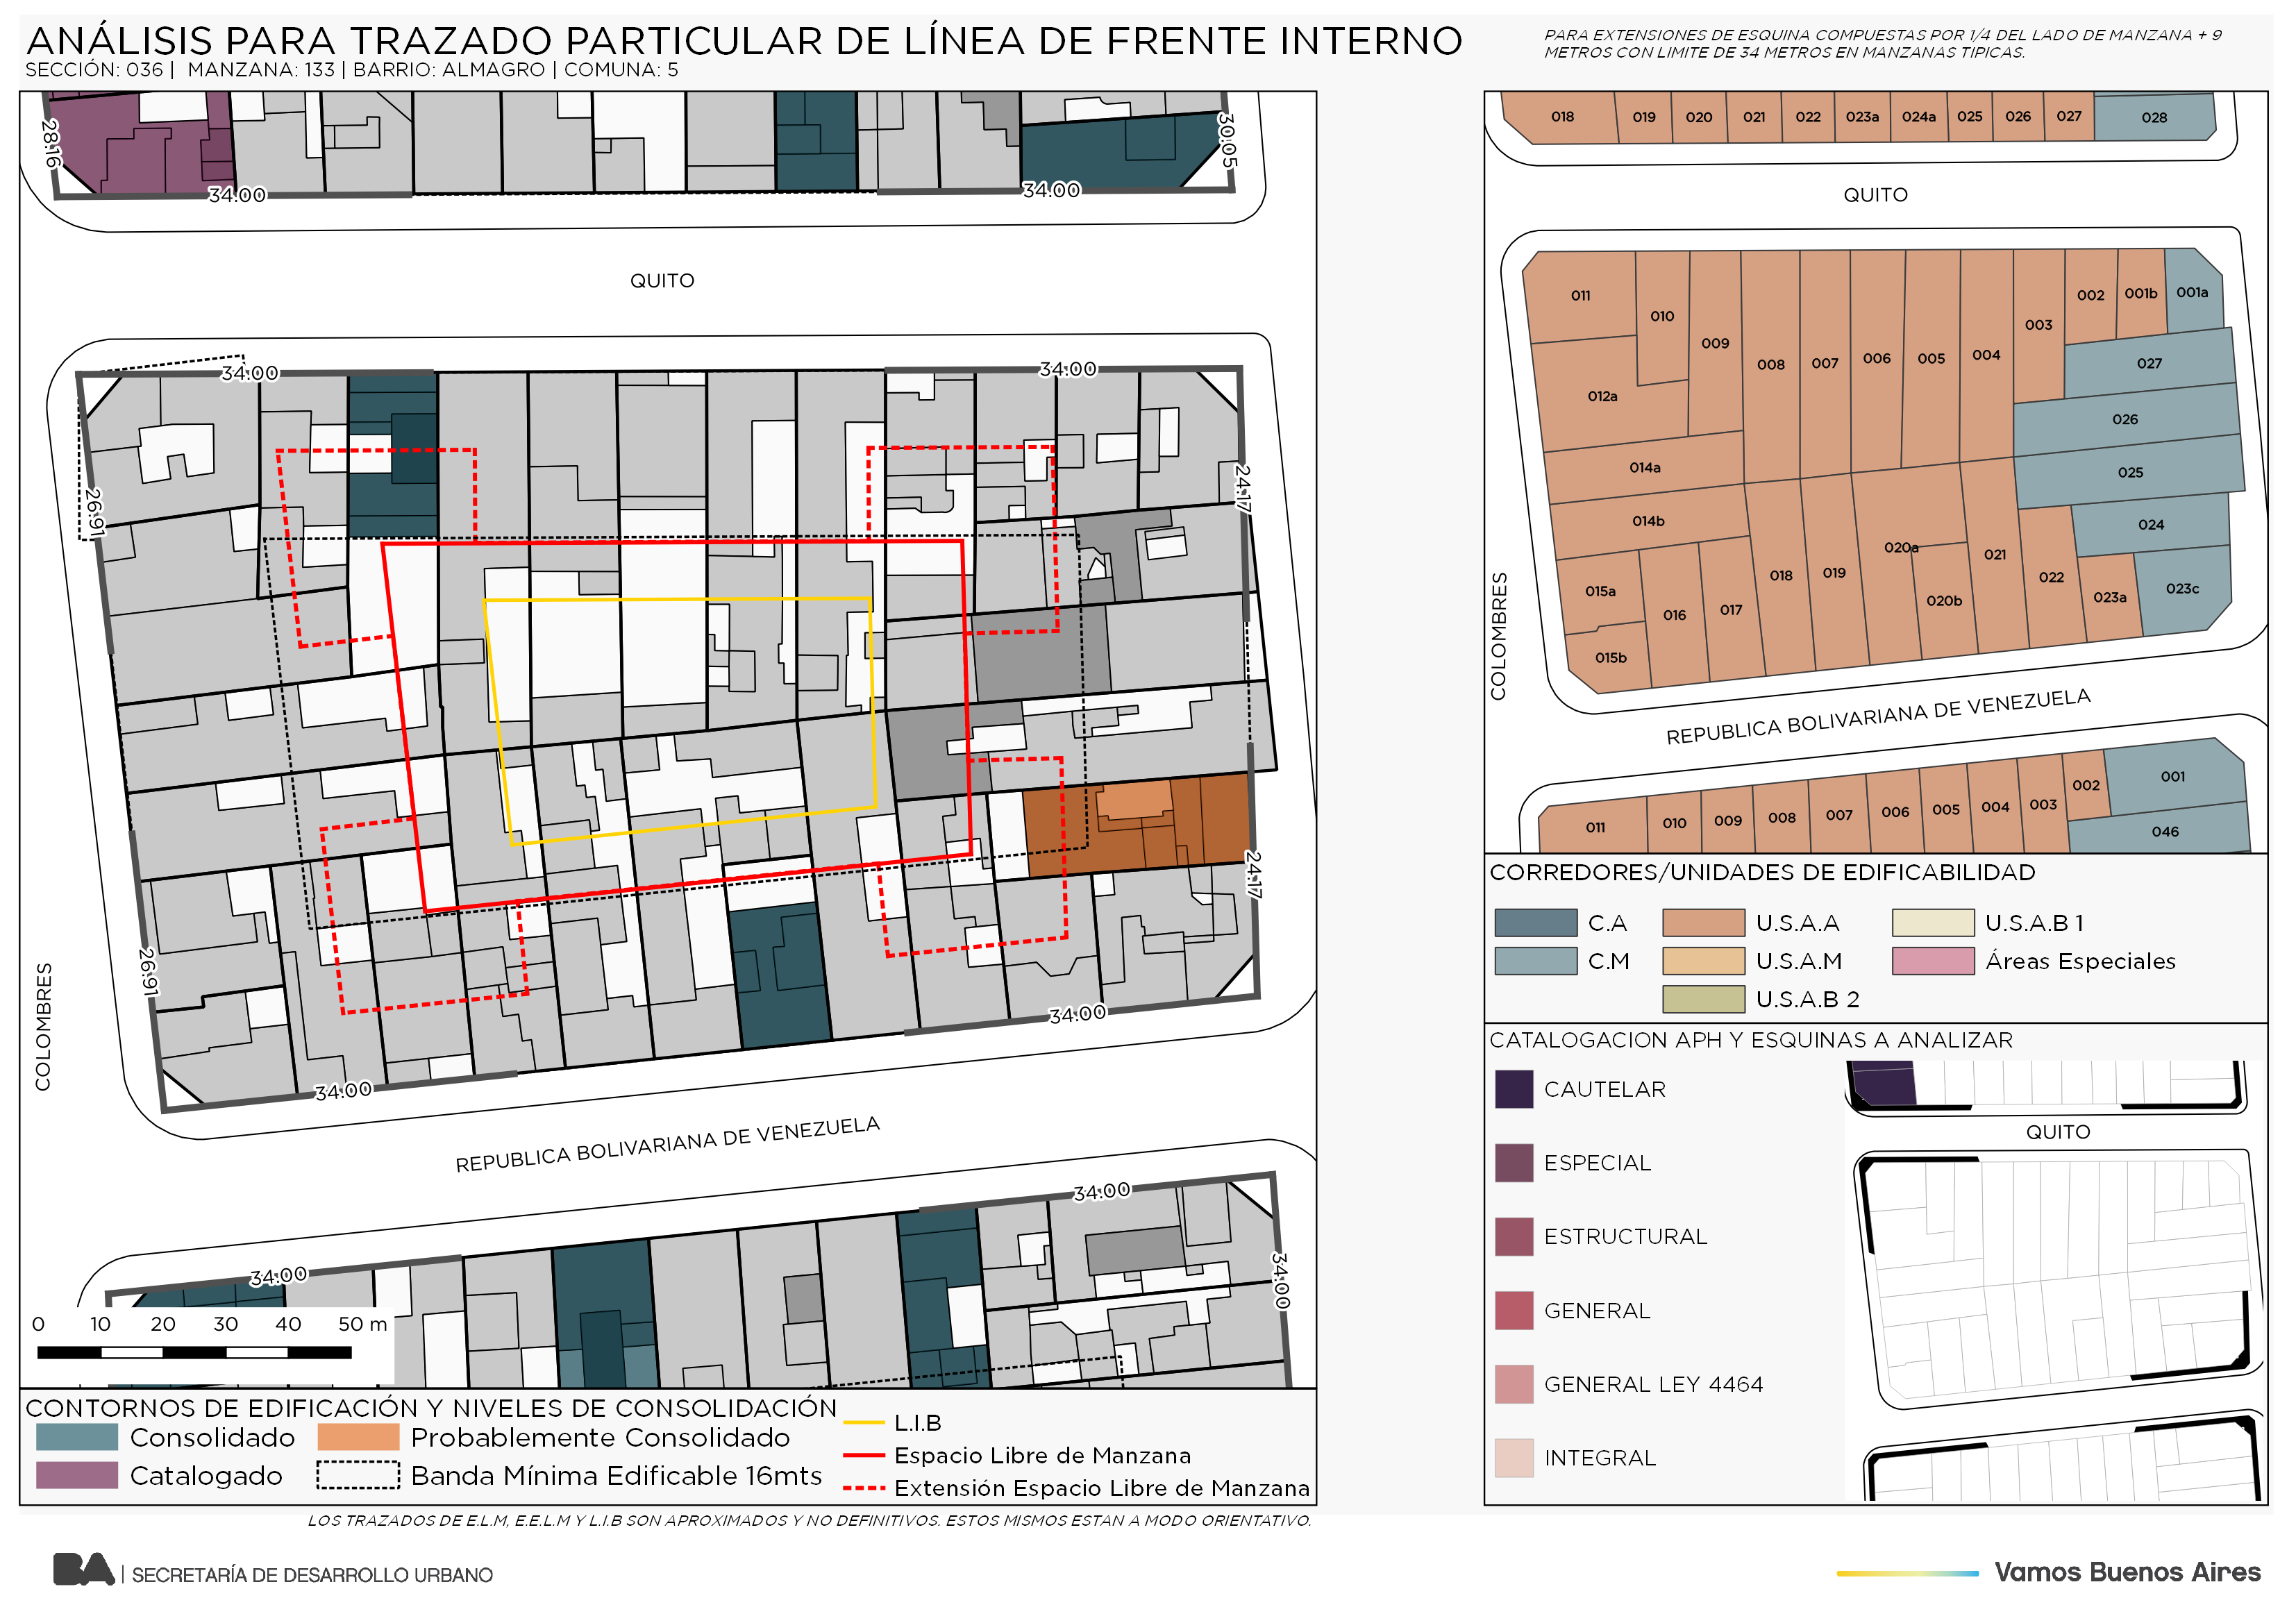 ANÁLISIS PARA TRAZADO PARTICULAR DE LÍNEA DE FRENTE INTERNO
SECCIÓN: 036 | MANZANA: 133 | BARRIO: ALMAGRO | COMUNA: 5
PARA EXTENSIONES DE ESQUINA COMPUESTAS POR 1/4 DEL LADO DE MANZANA + 9
METROS CON LIMITE DE 34 METROS EN MANZANAS TIPICAS.
28.16
34.00
34.00
30.05
QUITO
34.00
34.00
26.91
24.17
24.17
26.91
34.00
34.00
COLOMBRES
REPUBLICA BOLIVARIANA DE VENEZUELA
34.00
34.00
34.00
0 10 20 30 40 50 m
CONTORNOS DE EDIFICACIÓN Y NIVELES DE CONSOLIDACIÓN
Consolidado
Probablemente Consolidado
Catalogado
Banda Mínima Edificable 16mts
L.I.B
Espacio Libre de Manzana
Extensión Espacio Libre de Manzana
LOS TRAZADOS DE E.L.M, E.E.L.M Y L.I.B SON APROXIMADOS Y NO DEFINITIVOS. ESTOS MISMOS ESTAN A MODO ORIENTATIVO.
018 019 020 021 022 023a 024a 025 026 027 028
QUITO
011 010 009 008 007 006 005 004 003 002 001b 001a
027
012a
026
014a
025
014b
024
020a
021
015a
016
017
018
019
020b
022
023a
023c
015b
COLOMBRES
REPUBLICA BOLIVARIANA DE VENEZUELA
011 010 009 008 007 006 005 004 003 002 001
046
CORREDORES/UNIDADES DE EDIFICABILIDAD
C.A
U.S.A.A
U.S.A.B 1
C.M
U.S.A.M
Áreas Especiales
U.S.A.B 2
CATALOGACION APH Y ESQUINAS A ANALIZAR
CAUTELAR
ESPECIAL
ESTRUCTURAL
GENERAL
GENERAL LEY 4464
INTEGRAL
QUITO
BA | SECRETARÍA DE DESARROLLO URBANO
Vamos Buenos Aires